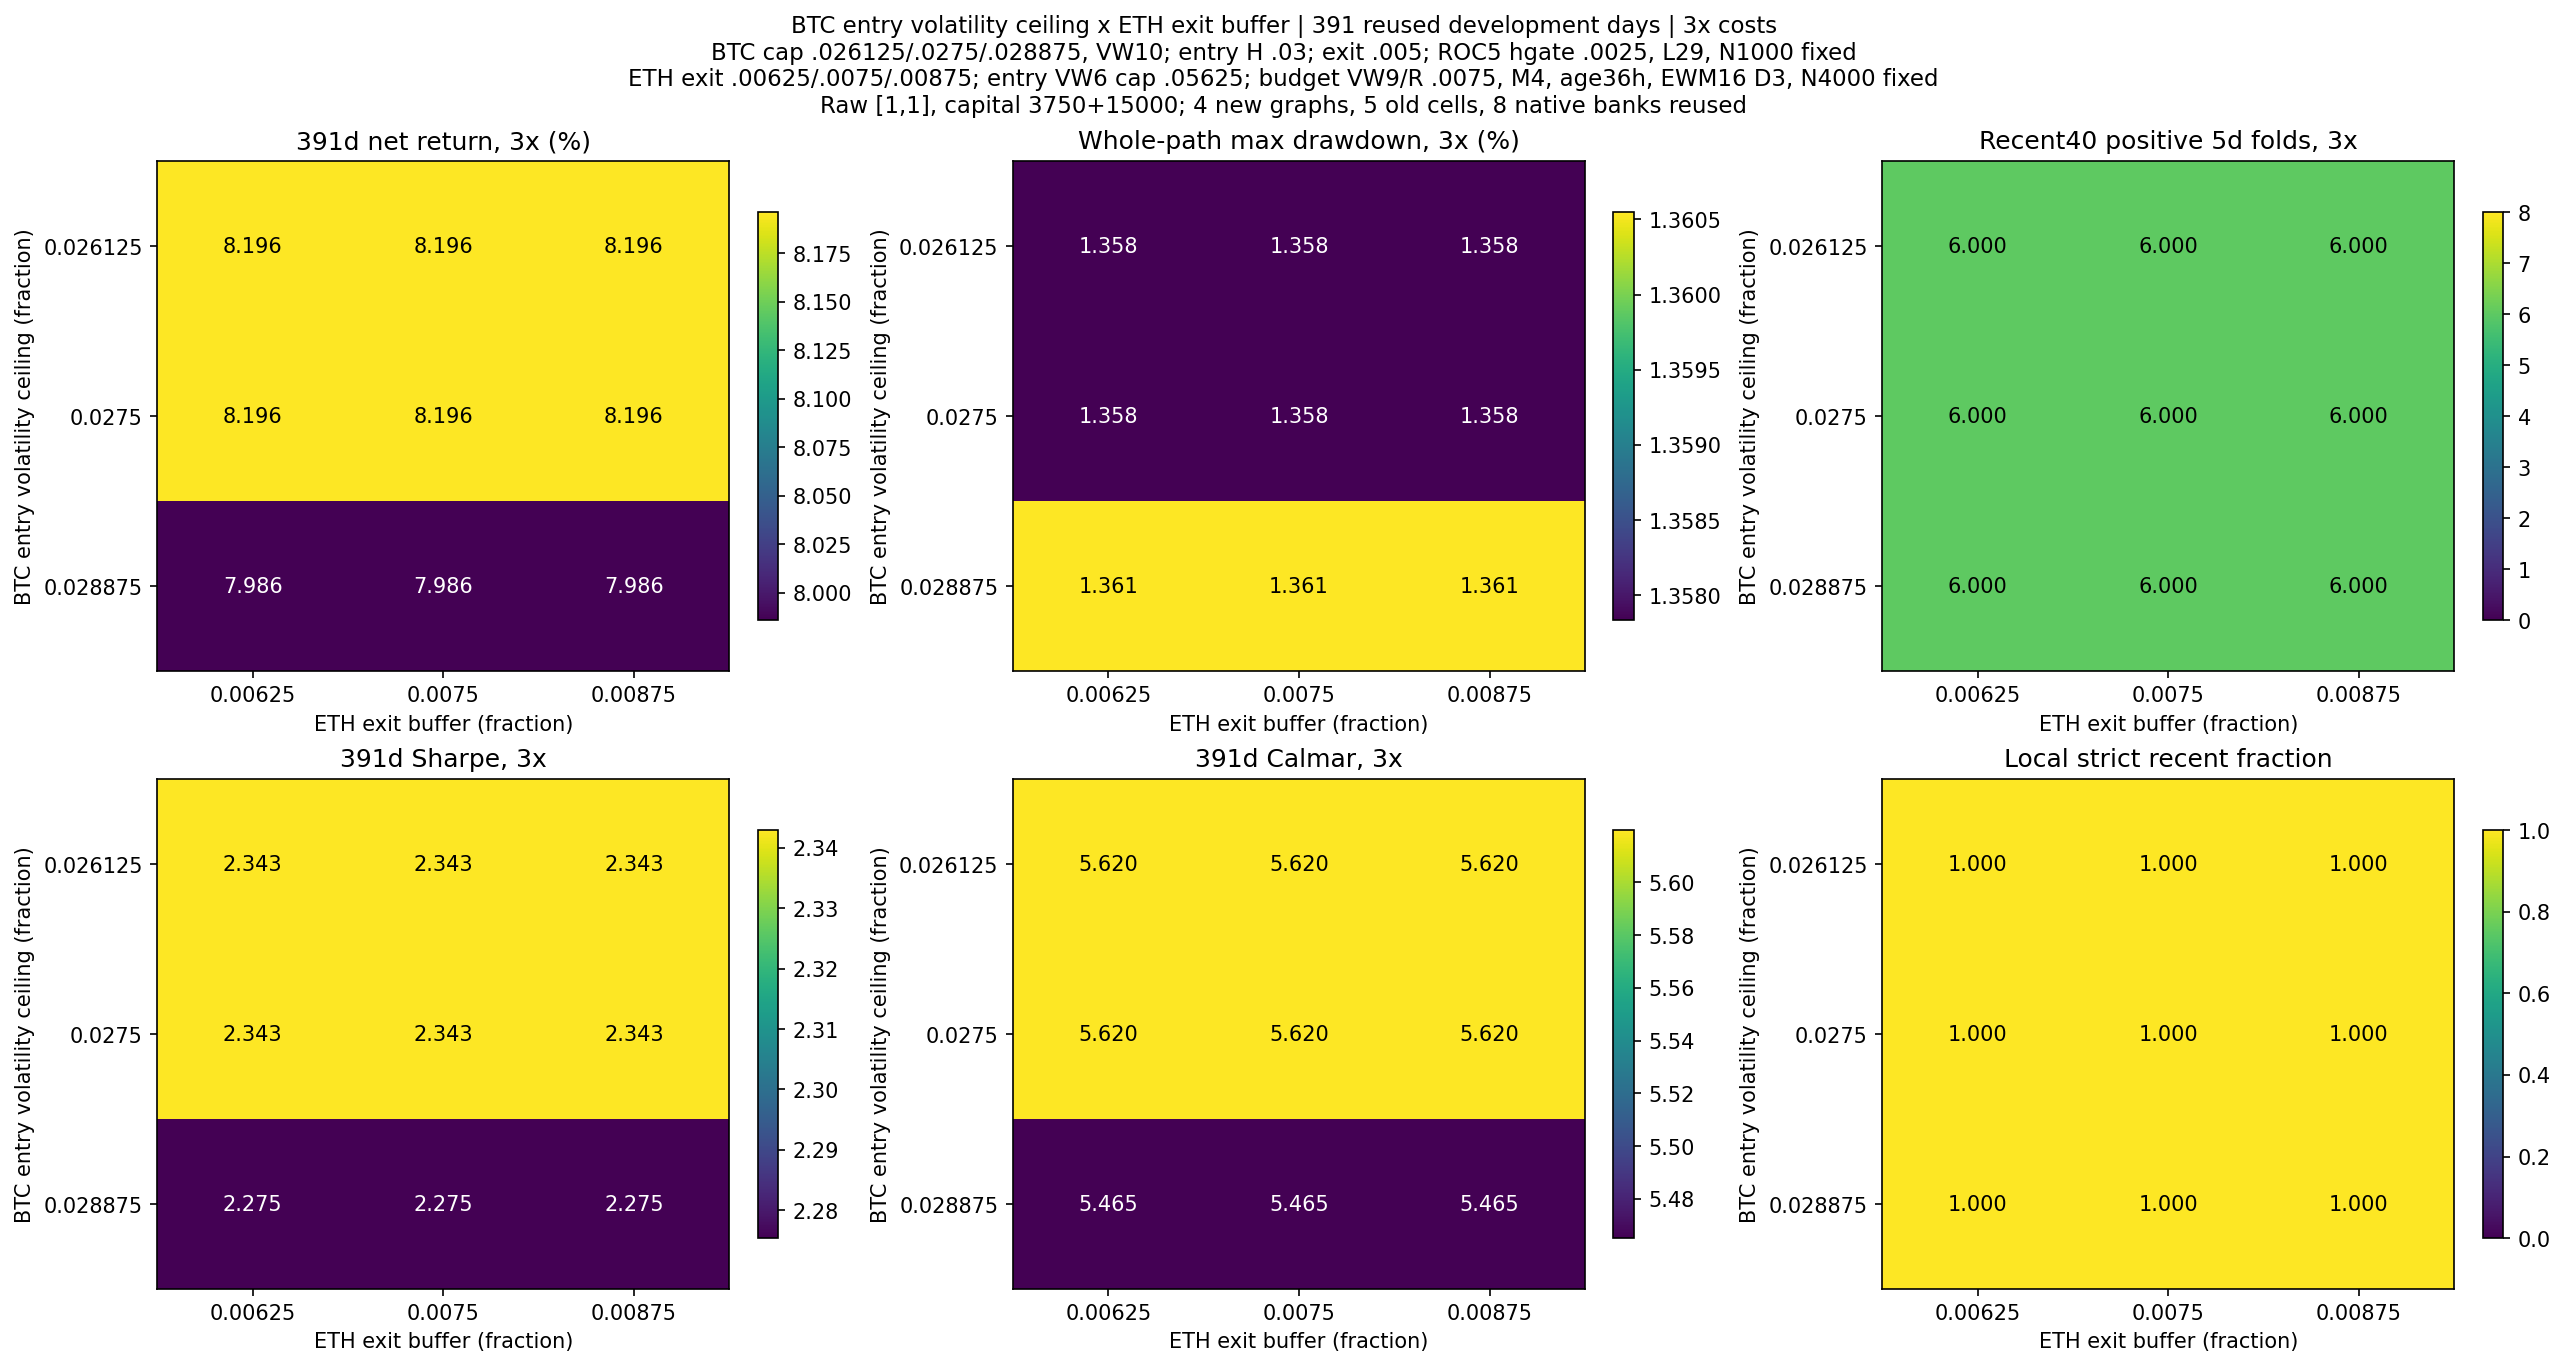 BTC entry volatility ceiling x ETH exit buffer | 391 reused development days | 3x costs
BTC cap .026125/.0275/.028875, VW10; entry H .03; exit .005; ROC5 hgate .0025, L29, N1000 fixed
ETH exit .00625/.0075/.00875; entry VW6 cap .05625; budget VW9/R .0075, M4, age36h, EWM16 D3, N4000 fixed
Raw [1,1], capital 3750+15000; 4 new graphs, 5 old cells, 8 native banks reused
391d net return, 3x (%)
BTC entry volatility ceiling (fraction)
0.026125
0.0275
0.028875
8.196 8.196 8.196
8.196 8.196 8.196
7.986 7.986 7.986
0.00625 0.0075 0.00875
ETH exit buffer (fraction)
8.175
8.150
8.125
8.100
8.075
8.050
8.025
8.000
Whole-path max drawdown, 3x (%)
BTC entry volatility ceiling (fraction)
0.026125
0.0275
0.028875
1.358 1.358 1.358
1.358 1.358 1.358
1.361 1.361 1.361
0.00625 0.0075 0.00875
ETH exit buffer (fraction)
1.3605
1.3600
1.3595
1.3590
1.3585
1.3580
Recent40 positive 5d folds, 3x
BTC entry volatility ceiling (fraction)
0.026125
0.0275
0.028875
6.000 6.000 6.000
6.000 6.000 6.000
6.000 6.000 6.000
0.00625 0.0075 0.00875
ETH exit buffer (fraction)
8
7
6
5
4
3
2
1
0
391d Sharpe, 3x
BTC entry volatility ceiling (fraction)
0.026125
0.0275
0.028875
2.343 2.343 2.343
2.343 2.343 2.343
2.275 2.275 2.275
0.00625 0.0075 0.00875
ETH exit buffer (fraction)
2.34
2.33
2.32
2.31
2.30
2.29
2.28
391d Calmar, 3x
BTC entry volatility ceiling (fraction)
0.026125
0.0275
0.028875
5.620 5.620 5.620
5.620 5.620 5.620
5.465 5.465 5.465
0.00625 0.0075 0.00875
ETH exit buffer (fraction)
5.60
5.58
5.56
5.54
5.52
5.50
5.48
Local strict recent fraction
BTC entry volatility ceiling (fraction)
0.026125
0.0275
0.028875
1.000 1.000 1.000
1.000 1.000 1.000
1.000 1.000 1.000
0.00625 0.0075 0.00875
ETH exit buffer (fraction)
1.0
0.8
0.6
0.4
0.2
0.0